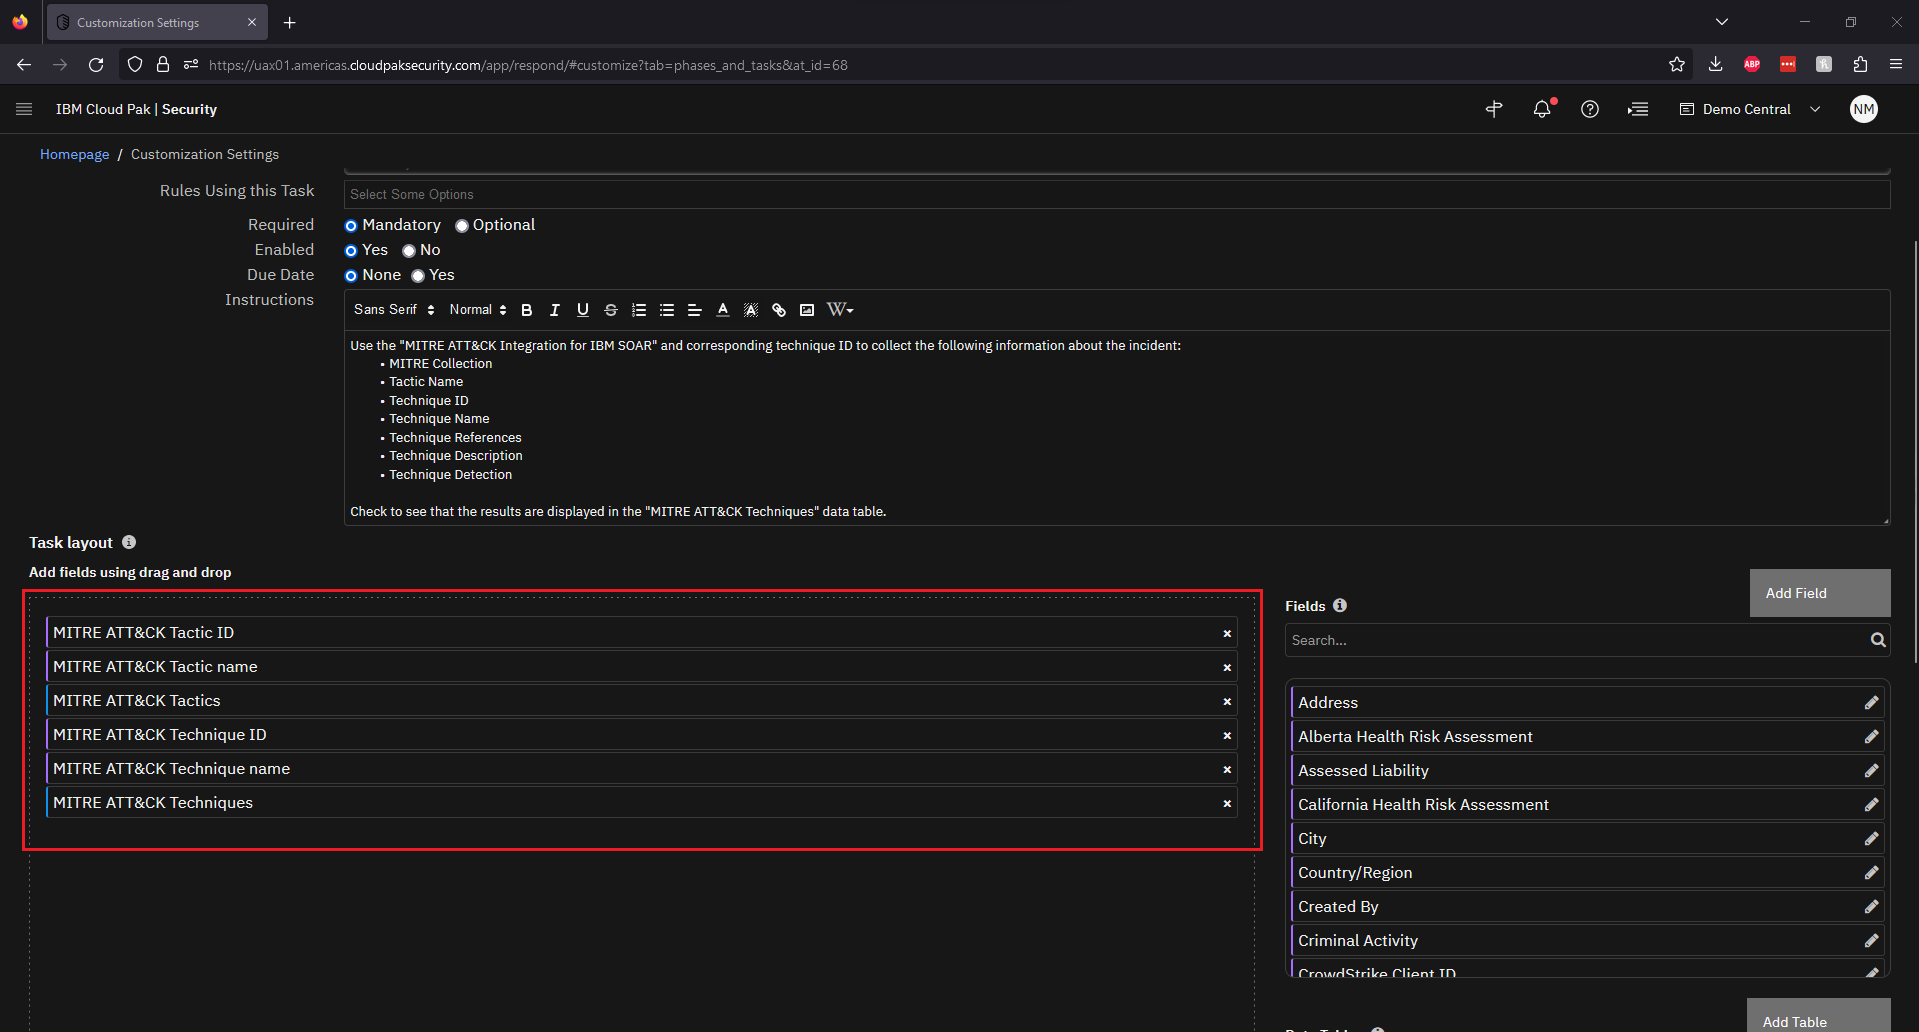 Customization Settings
https://uax01.americas.cloudpaksecurity.com/app/respond/#customize?tab=phases_and_tasks&at_id=68
ABP
IBM Cloud Pak | Security
Demo Central
NM
Homepage / Customization Settings
Rules Using this Task
Select Some Options
Required
Mandatory Optional
Enabled
Yes No
Due Date
None Yes
Instructions
Sans Serif Normal B I U S A A W
Use the "MITRE ATT&CK Integration for IBM SOAR" and corresponding technique ID to collect the following information about the incident:
▪ MITRE Collection
▪ Tactic Name
▪ Technique ID
▪ Technique Name
▪ Technique References
▪ Technique Description
▪ Technique Detection
Check to see that the results are displayed in the "MITRE ATT&CK Techniques" data table.
Task layout
Add fields using drag and drop
MITRE ATT&CK Tactic ID
MITRE ATT&CK Tactic name
MITRE ATT&CK Tactics
MITRE ATT&CK Technique ID
MITRE ATT&CK Technique name
MITRE ATT&CK Techniques
Add Field
Fields
Search...
Address
Alberta Health Risk Assessment
Assessed Liability
California Health Risk Assessment
City
Country/Region
Created By
Criminal Activity
CrowdStrike Client ID
Add Table